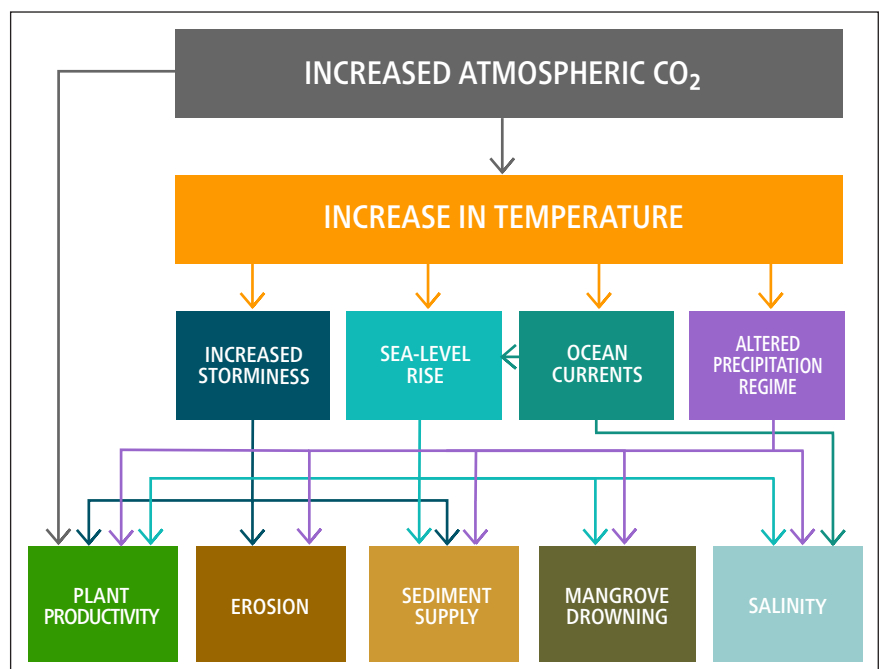 INCREASED ATMOSPHERIC CO₂
INCREASE IN TEMPERATURE
INCREASED
STORMINESS
SEA-LEVEL
RISE
OCEAN
CURRENTS
ALTERED
PRECIPITATION
REGIME
PLANT
PRODUCTIVITY
EROSION
SEDIMENT
SUPPLY
MANGROVE
DROWNING
SALINITY